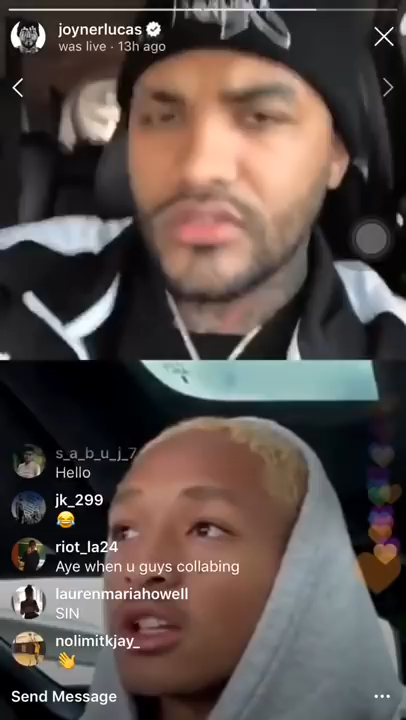 joynerlucas
was live · 13h ago
s_a_b_u_j_7
Hello
jk_299
😂
riot_la24
Aye when u guys collabing
laurenmariahowell
SIN
nolimitkjay_
👋
Send Message